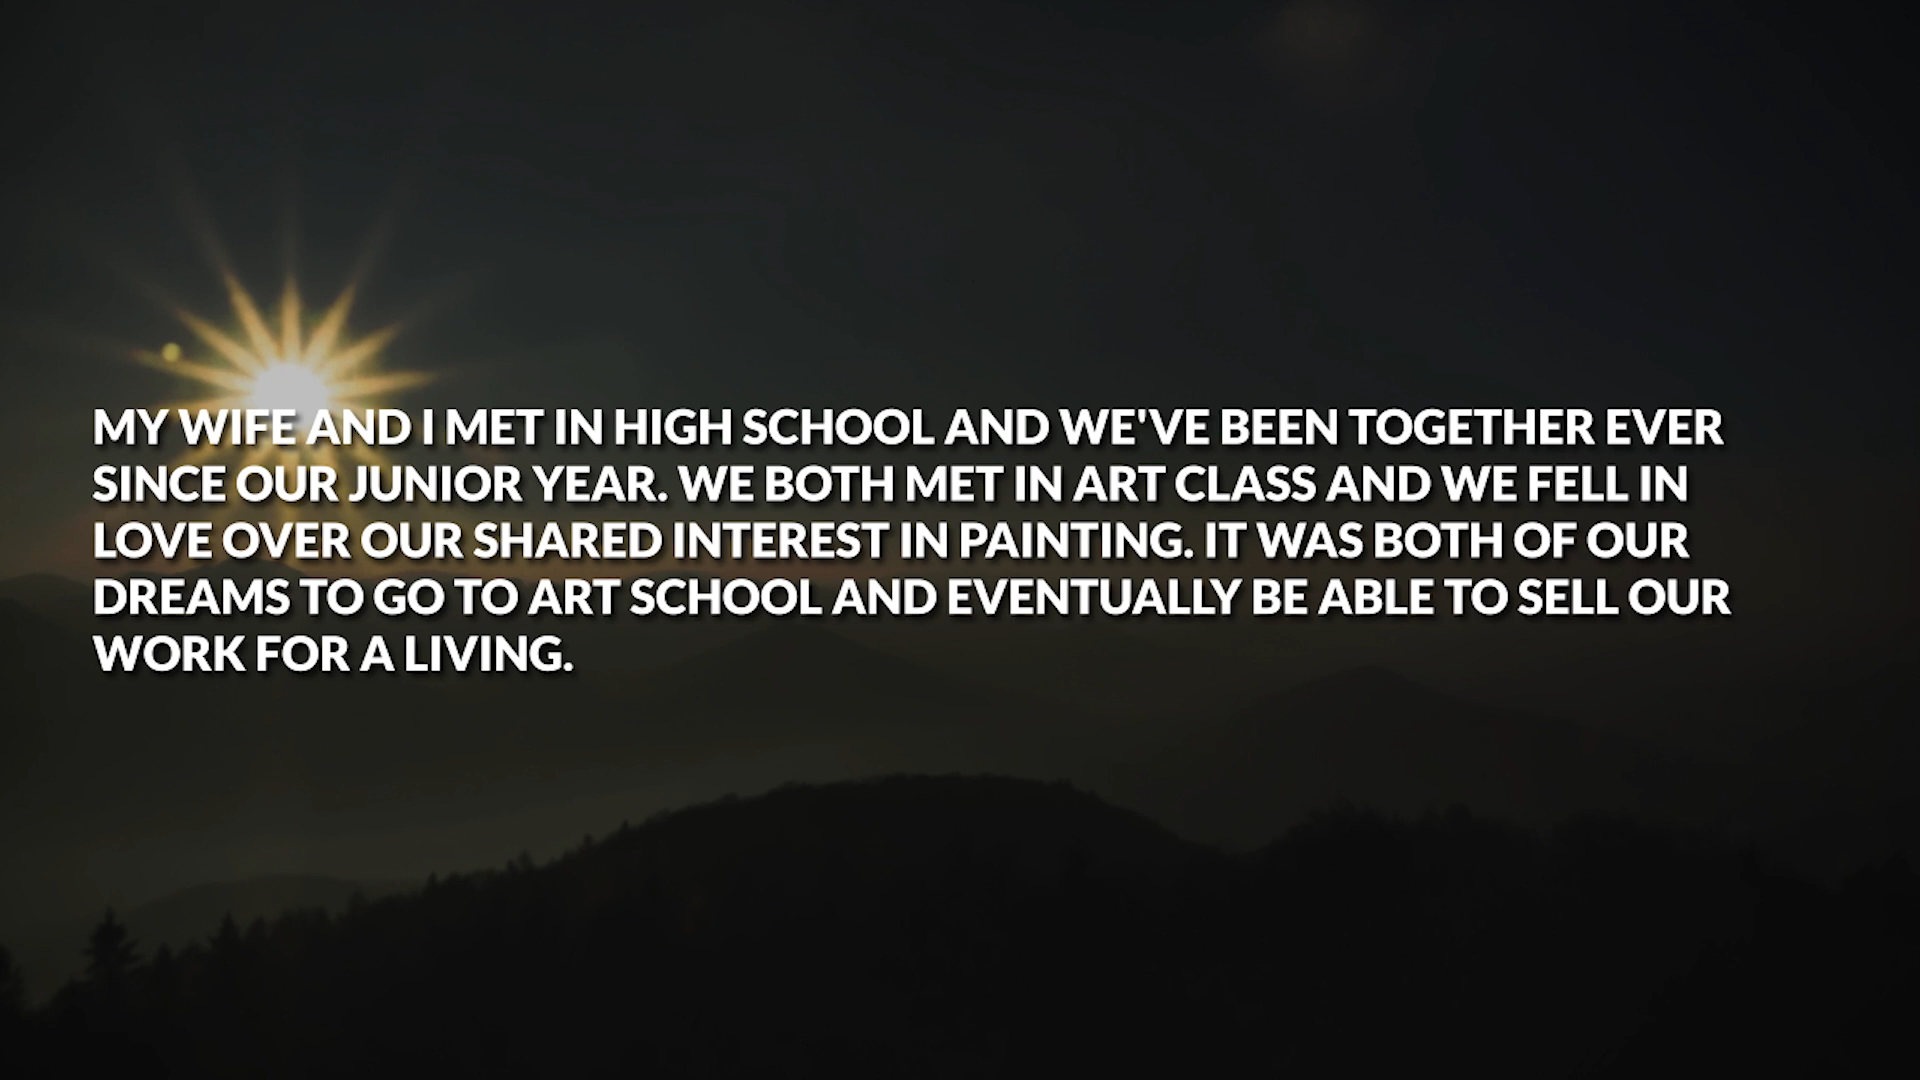 MY WIFE AND I MET IN HIGH SCHOOL AND WE'VE BEEN TOGETHER EVER
SINCE OUR JUNIOR YEAR. WE BOTH MET IN ART CLASS AND WE FELL IN
LOVE OVER OUR SHARED INTEREST IN PAINTING. IT WAS BOTH OF OUR
DREAMS TO GO TO ART SCHOOL AND EVENTUALLY BE ABLE TO SELL OUR
WORK FOR A LIVING.